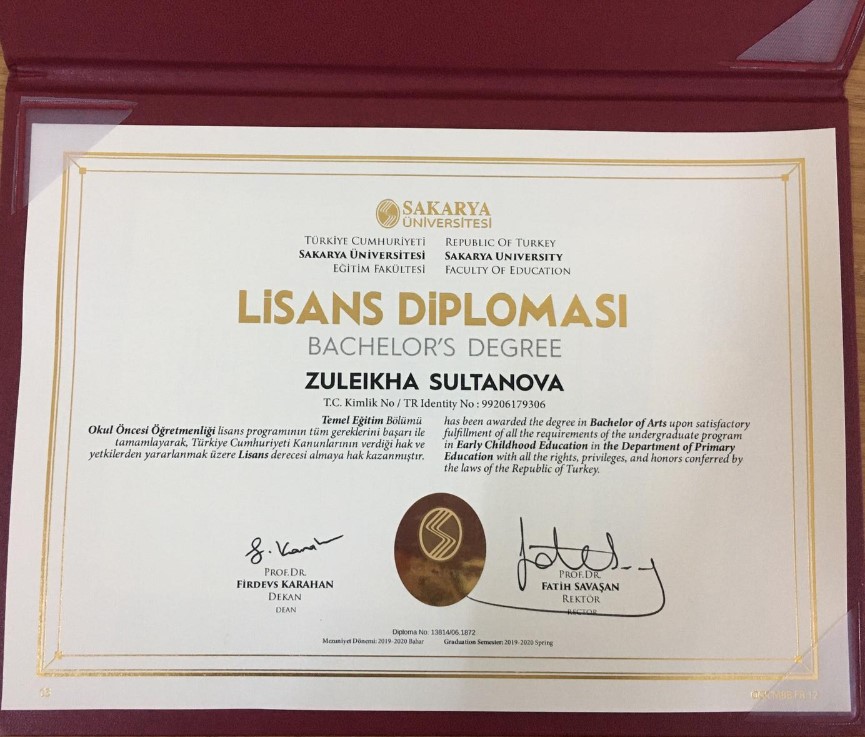 SAKARYA
ÜNİVERSİTESİ
TÜRKİYE CUMHURİYETİ
SAKARYA ÜNİVERSİTESİ
EĞİTİM FAKÜLTESİ
REPUBLIC OF TURKEY
SAKARYA UNIVERSITY
FACULTY OF EDUCATION
LİSANS DİPLOMASI
BACHELOR'S DEGREE
ZULEIKHA SULTANOVA
T.C. Kimlik No / TR Identity No : 99206179306
Temel Eğitim Bölümü
Okul Öncesi Öğretmenliği lisans programının tüm gereklerini başarı ile
tamamlayarak, Türkiye Cumhuriyeti Kanunlarının verdiği hak ve
yetkilerden yararlanmak üzere Lisans derecesi almaya hak kazanmıştır.
has been awarded the degree in Bachelor of Arts upon satisfactory
fulfillment of all the requirements of the undergraduate program
in Early Childhood Education in the Department of Primary
Education with all the rights, privileges, and honors conferred by
the laws of the Republic of Turkey.
PROF.DR.
FİRDEVS KARAHAN
DEKAN
DEAN
PROF.DR.
FATİH SAVAŞAN
REKTÖR
RECTOR
Diploma No: 13814/06.1872
Mezuniyet Dönemi: 2019-2020 Bahar Graduation Semester: 2019-2020 Spring